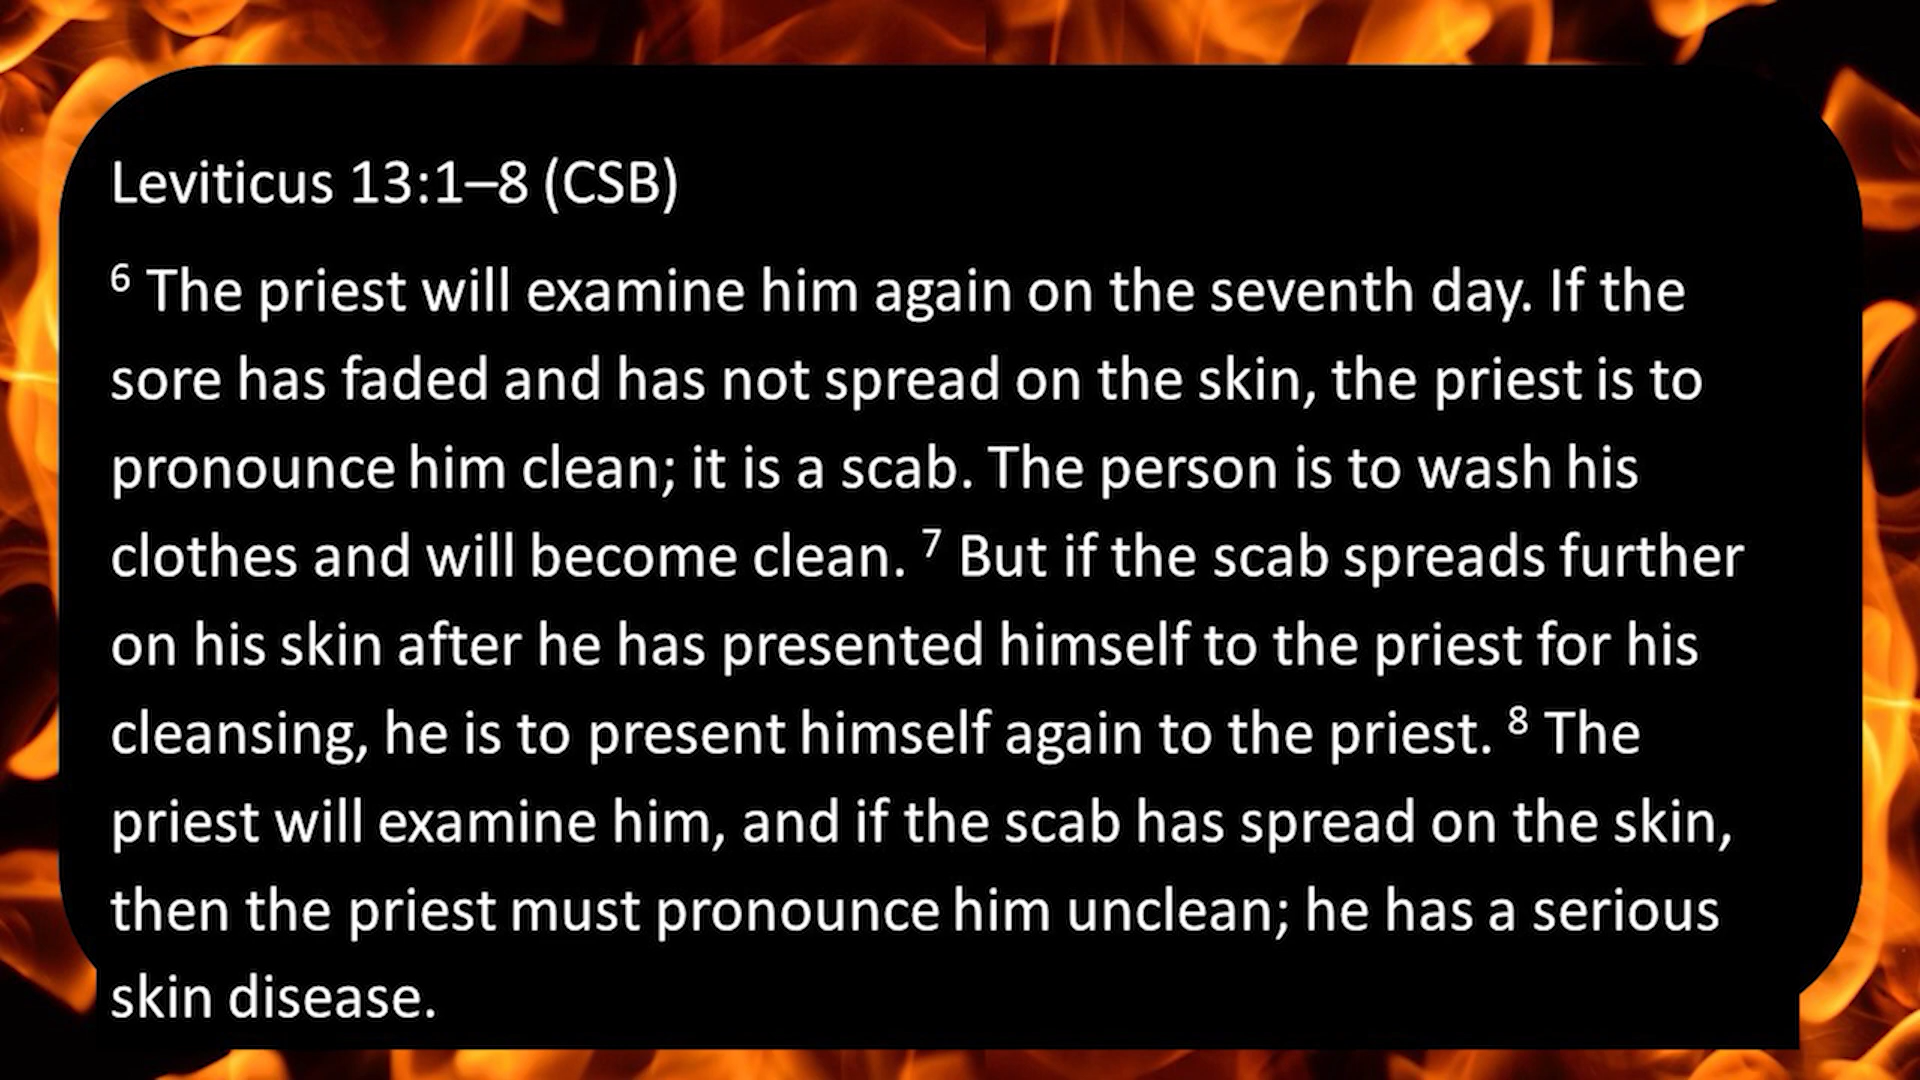 Leviticus 13:1–8 (CSB)
6 The priest will examine him again on the seventh day. If the
sore has faded and has not spread on the skin, the priest is to
pronounce him clean; it is a scab. The person is to wash his
clothes and will become clean. 7 But if the scab spreads further
on his skin after he has presented himself to the priest for his
cleansing, he is to present himself again to the priest. 8 The
priest will examine him, and if the scab has spread on the skin,
then the priest must pronounce him unclean; he has a serious
skin disease.